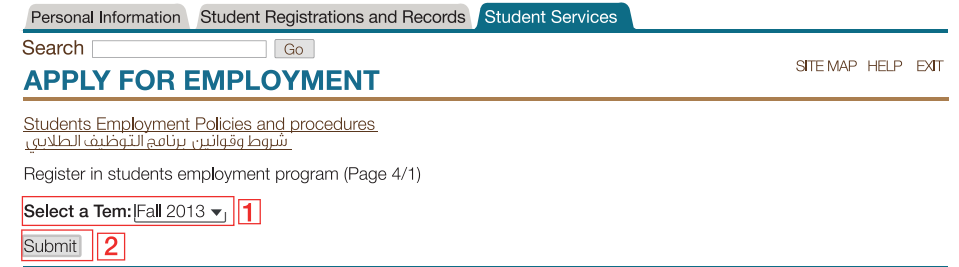 Personal Information Student Registrations and Records Student Services
Search Go
SITE MAP HELP EXIT
APPLY FOR EMPLOYMENT
Students Employment Policies and procedures
شروط وقوانين برنامج التوظيف الطلابي
Register in students employment program (Page 4/1)
Select a Tem: Fall 2013 1
Submit 2